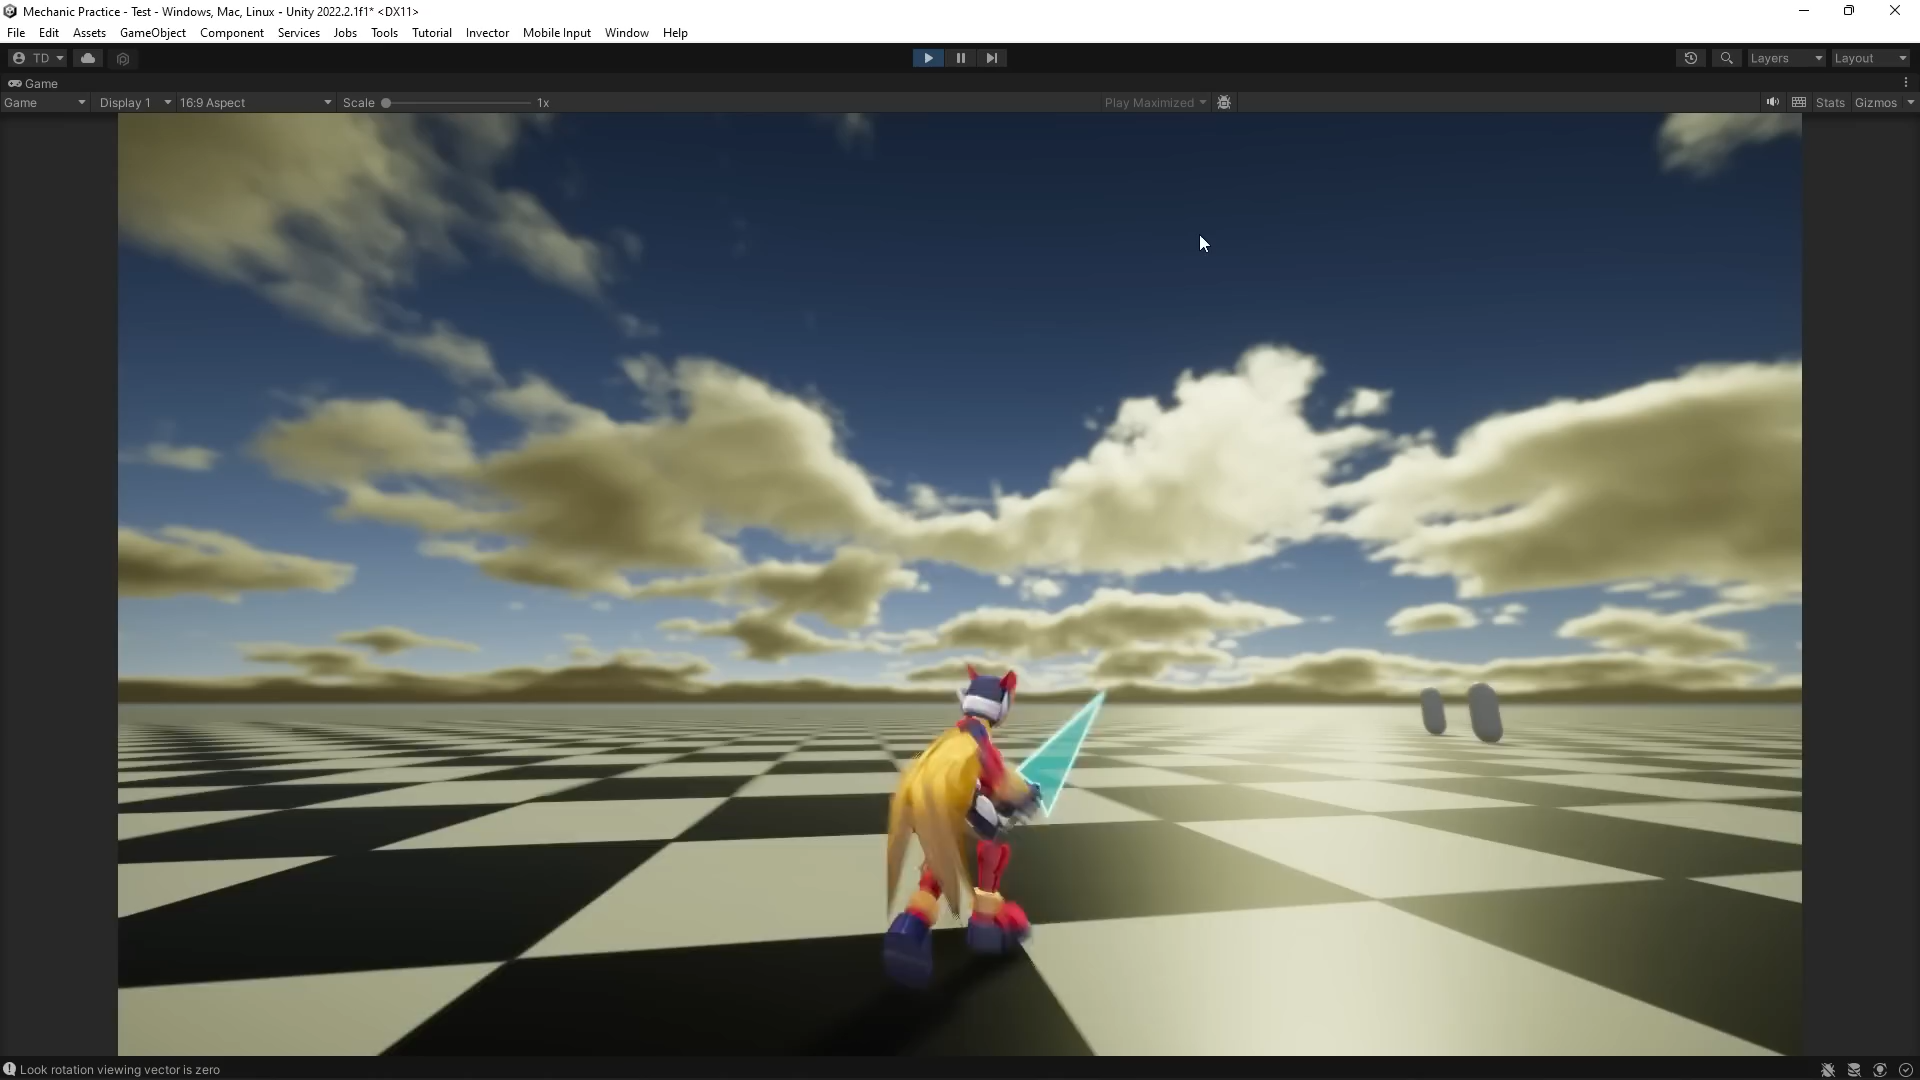 Mechanic Practice - Test - Windows, Mac, Linux - Unity 2022.2.1f1* <DX11>
File Edit Assets GameObject Component Services Jobs Tools Tutorial Invector Mobile Input Window Help
TD Layers Layout
Game
Game Display 1 16:9 Aspect Scale 1x Play Maximized Stats Gizmos
Look rotation viewing vector is zero